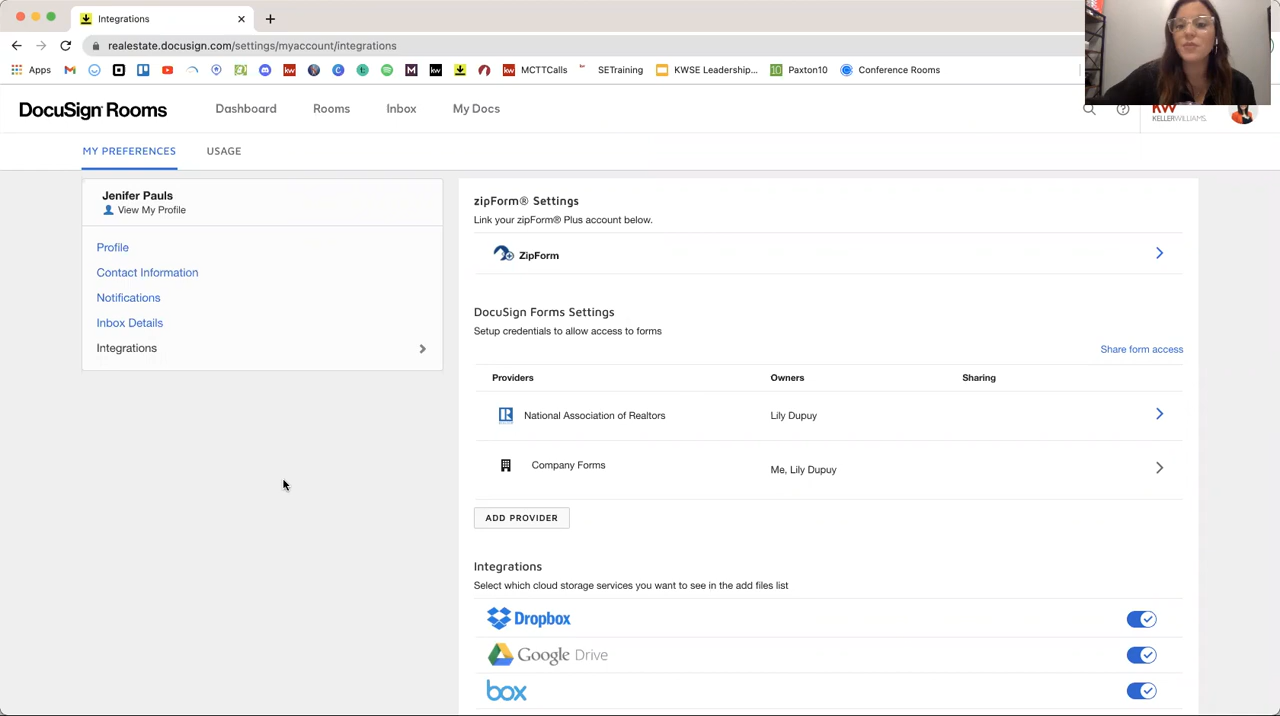 Integrations
realestate.docusign.com/settings/myaccount/integrations
Apps MCTTCalls SETraining KWSE Leadership... Paxton10 Conference Rooms
DocuSign Rooms Dashboard Rooms Inbox My Docs
KW
KELLERWILLIAMS.
MY PREFERENCES USAGE
Jenifer Pauls
View My Profile
Profile
Contact Information
Notifications
Inbox Details
Integrations
zipForm® Settings
Link your zipForm® Plus account below.
ZipForm
DocuSign Forms Settings
Setup credentials to allow access to forms
Share form access
Providers Owners Sharing
National Association of Realtors Lily Dupuy
Company Forms Me, Lily Dupuy
ADD PROVIDER
Integrations
Select which cloud storage services you want to see in the add files list
Dropbox
Google Drive
box